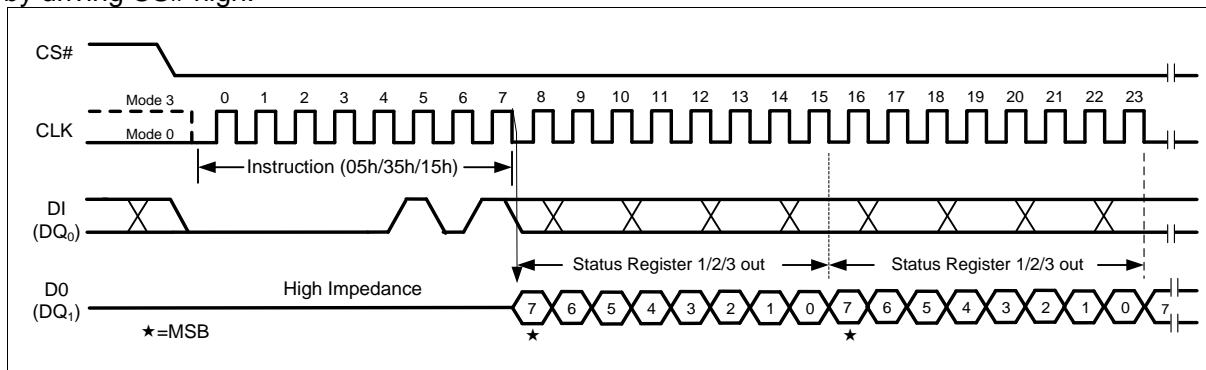 by driving CS# high.
CS#
Mode 3
0 1 2 3 4 5 6 7 8 9 10 11 12 13 14 15 16 17 18 19 20 21 22 23
CLK
Mode 0
Instruction (05h/35h/15h)
DI
(DQ0)
Status Register 1/2/3 out Status Register 1/2/3 out
D0
(DQ1)
High Impedance
7 6 5 4 3 2 1 0 7 6 5 4 3 2 1 0 7
★=MSB ★ ★